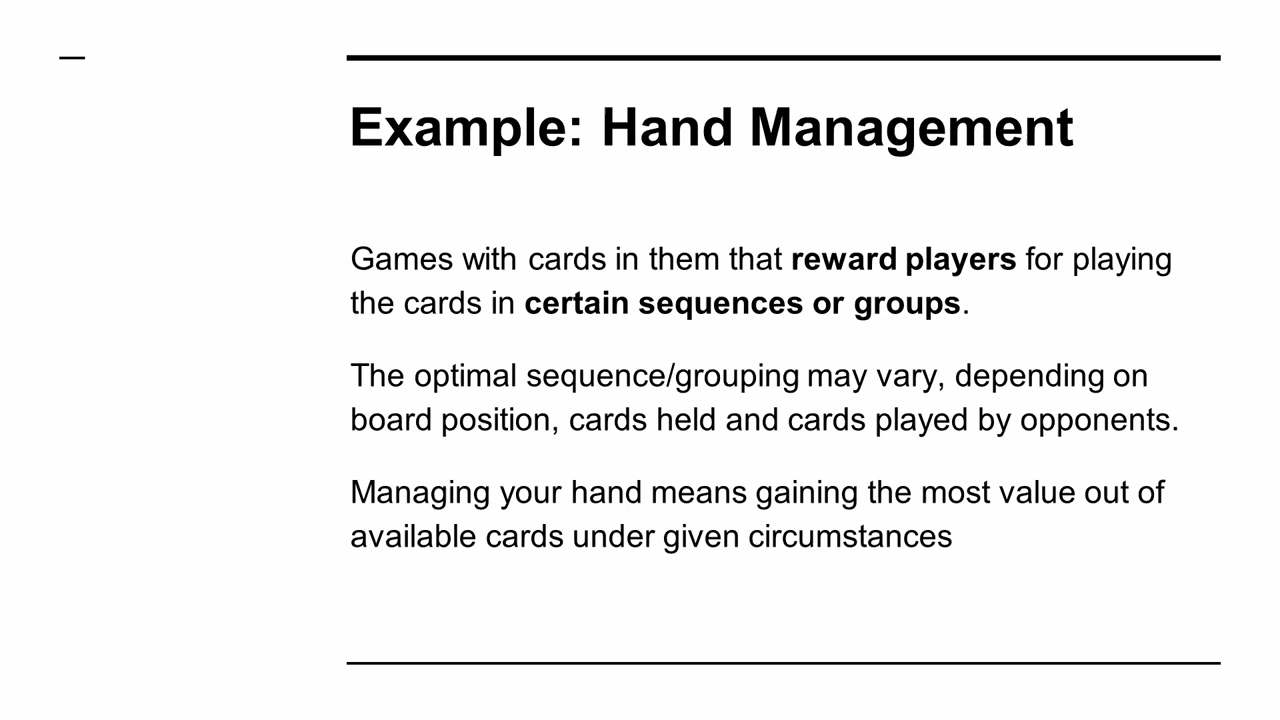 Example: Hand Management
Games with cards in them that reward players for playing
the cards in certain sequences or groups.
The optimal sequence/grouping may vary, depending on
board position, cards held and cards played by opponents.
Managing your hand means gaining the most value out of
available cards under given circumstances